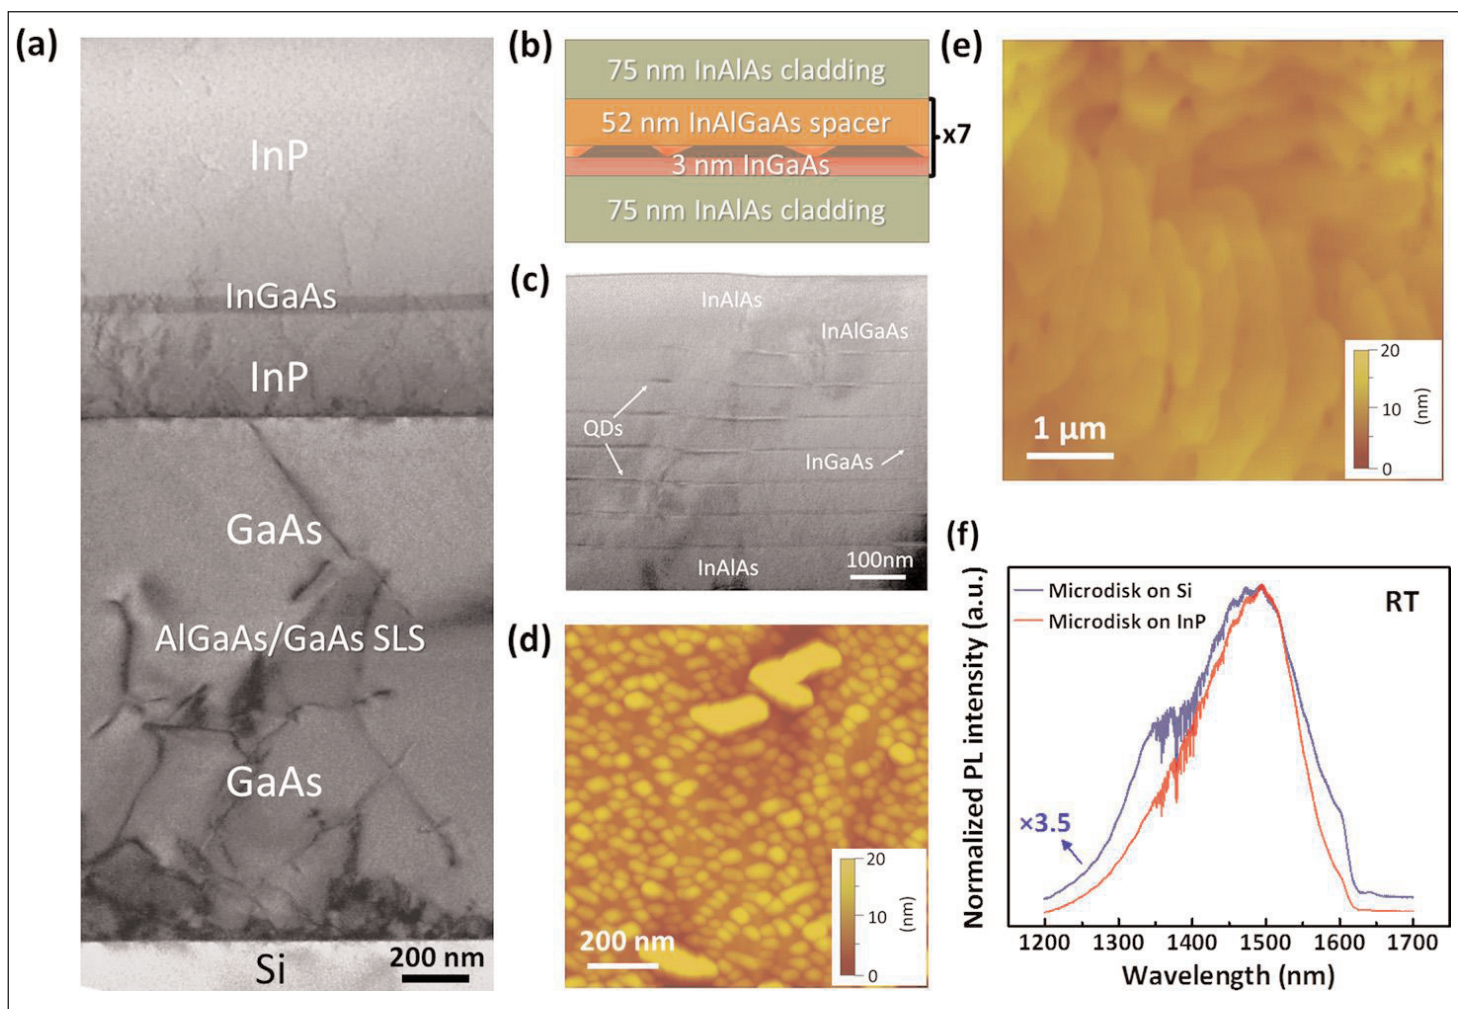 (a)
InP
InGaAs
InP
GaAs
AlGaAs/GaAs SLS
GaAs
Si
200 nm
(b)
75 nm InAlAs cladding
52 nm InAlGaAs spacer
x7
3 nm InGaAs
75 nm InAlAs cladding
(c)
InAlAs
InAlGaAs
QDs
InGaAs
InAlAs
100nm
(d)
200 nm
20
10
0
(nm)
(e)
1 μm
20
10
0
(nm)
(f)
Normalized PL intensity (a.u.)
Microdisk on Si
Microdisk on InP
RT
×3.5
1200 1300 1400 1500 1600 1700
Wavelength (nm)